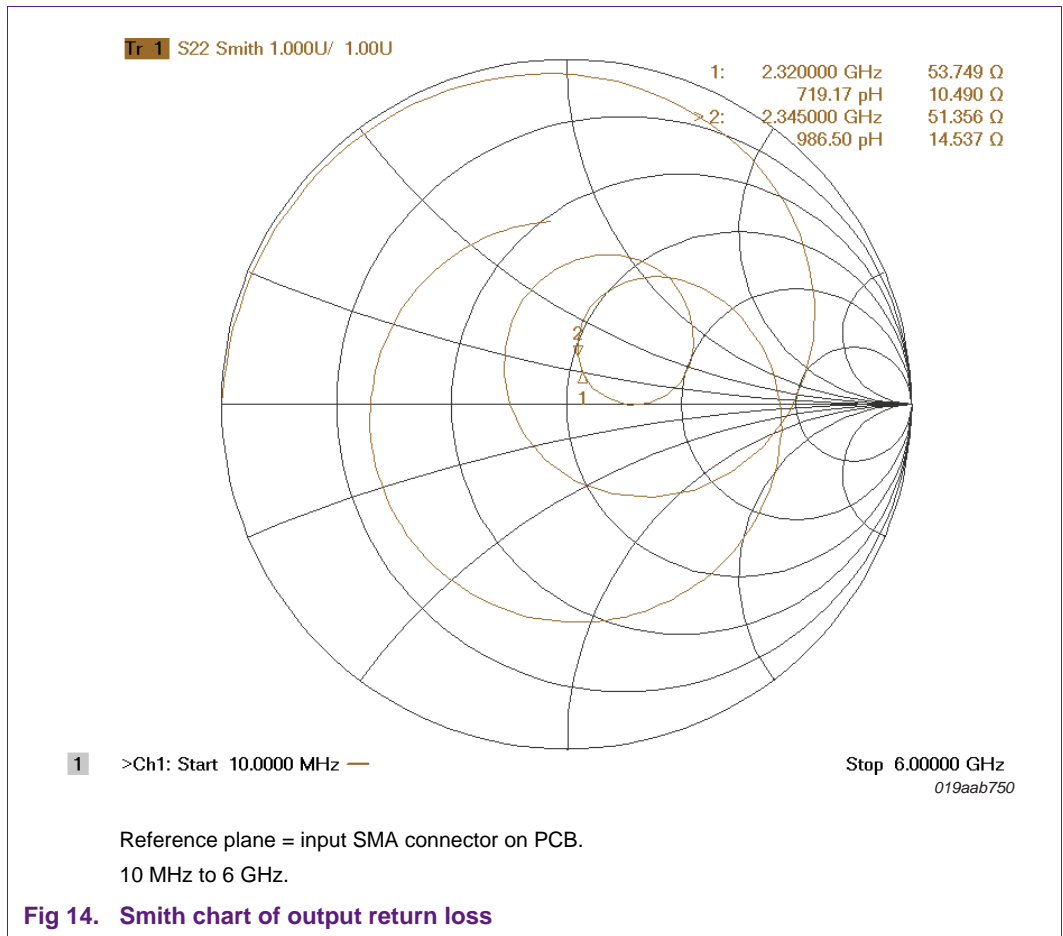 Tr 1 S22 Smith 1.000U/ 1.00U
1: 2.320000 GHz 53.749 Ω
719.17 pH 10.490 Ω
>2: 2.345000 GHz 51.356 Ω
986.50 pH 14.537 Ω
2
1
1 >Ch1: Start 10.0000 MHz — Stop 6.00000 GHz
019aab750
Reference plane = input SMA connector on PCB.
10 MHz to 6 GHz.
Fig 14. Smith chart of output return loss